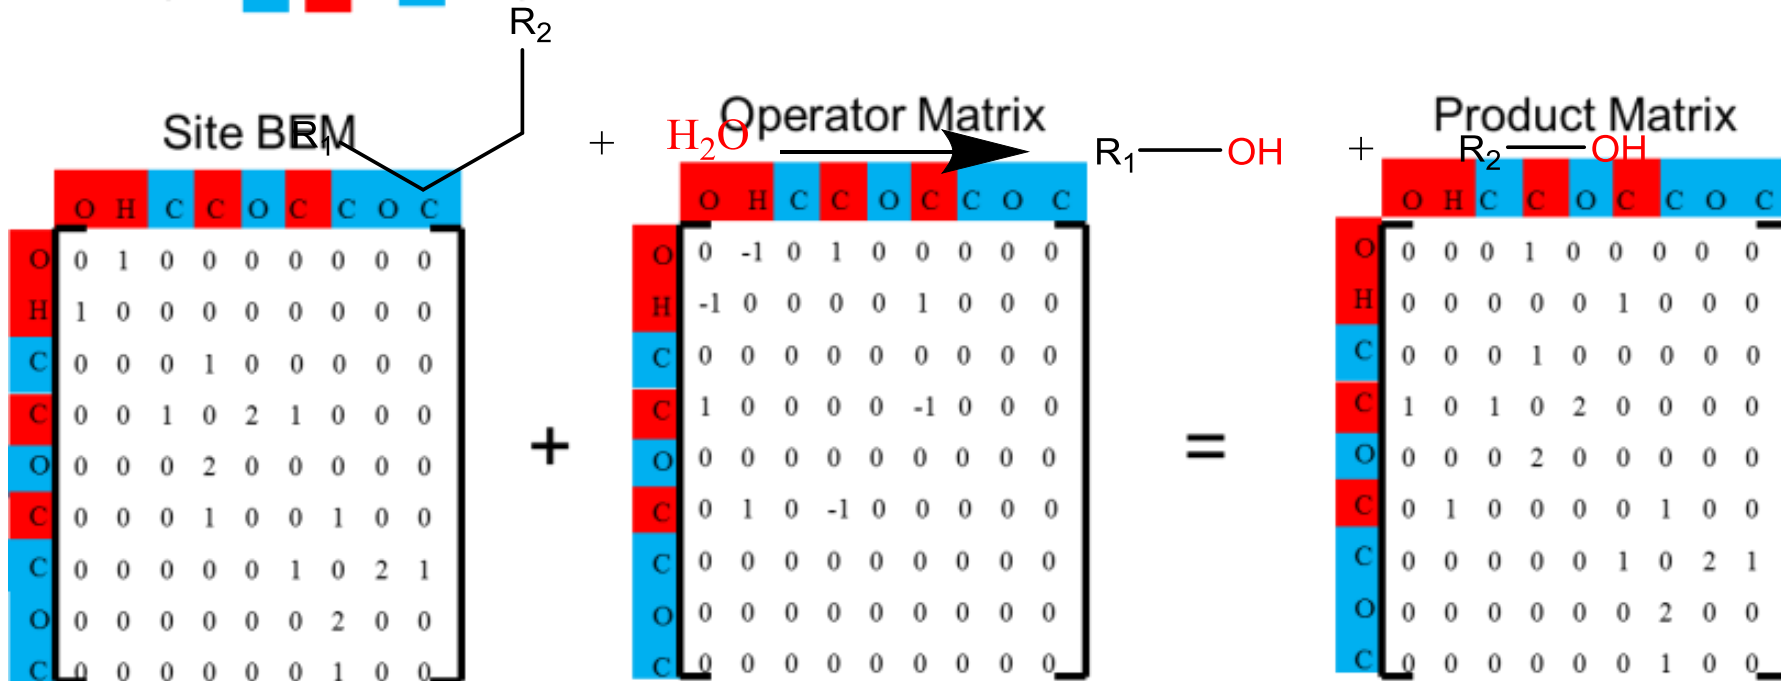 R2
Site BEM
R1
+
H2O
Operator Matrix
R1 OH
+
Product Matrix
R2 OH
O H C C O C C O C
O 0 1 0 0 0 0 0 0 0
H 1 0 0 0 0 0 0 0 0
C 0 0 0 1 0 0 0 0 0
C 0 0 1 0 2 1 0 0 0
O 0 0 0 2 0 0 0 0 0
C 0 0 0 1 0 0 1 0 0
C 0 0 0 0 0 1 0 2 1
O 0 0 0 0 0 0 2 0 0
C 0 0 0 0 0 0 1 0 0
+
O H C C O C C O C
O 0 -1 0 1 0 0 0 0 0
H -1 0 0 0 0 1 0 0 0
C 0 0 0 0 0 0 0 0 0
C 1 0 0 0 0 -1 0 0 0
O 0 0 0 0 0 0 0 0 0
C 0 1 0 -1 0 0 0 0 0
C 0 0 0 0 0 0 0 0 0
O 0 0 0 0 0 0 0 0 0
C 0 0 0 0 0 0 0 0 0
=
O H C C O C C O C
O 0 0 0 1 0 0 0 0 0
H 0 0 0 0 0 1 0 0 0
C 0 0 0 1 0 0 0 0 0
C 1 0 1 0 2 0 0 0 0
O 0 0 0 2 0 0 0 0 0
C 0 1 0 0 0 0 1 0 0
C 0 0 0 0 0 1 0 2 1
O 0 0 0 0 0 0 2 0 0
C 0 0 0 0 0 0 1 0 0